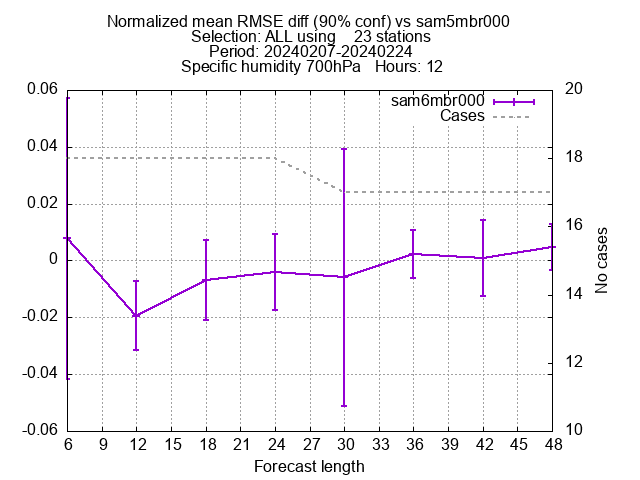 Normalized mean RMSE diff (90% conf) vs sam5mbr000
Selection: ALL using    23 stations
Period: 20240207-20240224
Specific humidity 700hPa   Hours: 12
sam6mbr000
Cases
0.06
0.04
0.02
0
-0.02
-0.04
-0.06
20
18
16
14
12
10
No cases
6 9 12 15 18 21 24 27 30 33 36 39 42 45 48
Forecast length